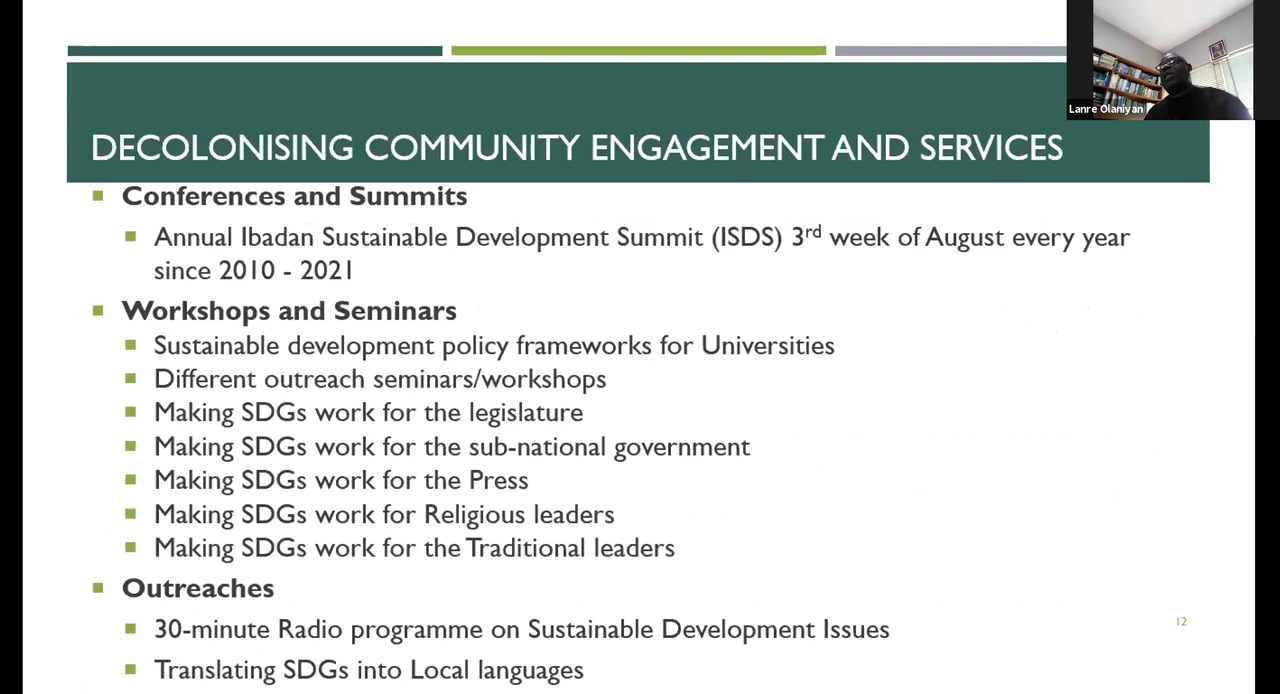 Lanre Olaniyan
DECOLONISING COMMUNITY ENGAGEMENT AND SERVICES
Conferences and Summits
Annual Ibadan Sustainable Development Summit (ISDS) 3rd week of August every year
since 2010 - 2021
Workshops and Seminars
Sustainable development policy frameworks for Universities
Different outreach seminars/workshops
Making SDGs work for the legislature
Making SDGs work for the sub-national government
Making SDGs work for the Press
Making SDGs work for Religious leaders
Making SDGs work for the Traditional leaders
Outreaches
30-minute Radio programme on Sustainable Development Issues
12
Translating SDGs into Local languages